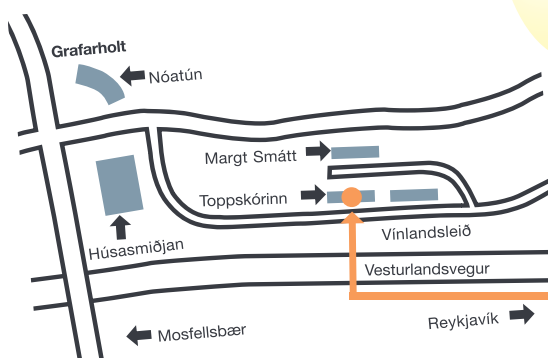 Grafarholt
Nóatún
Margt Smátt
Toppskórinn
Vínlandsleið
Húsasmiðjan
Vesturlandsvegur
Reykjavík
Mosfellsbær